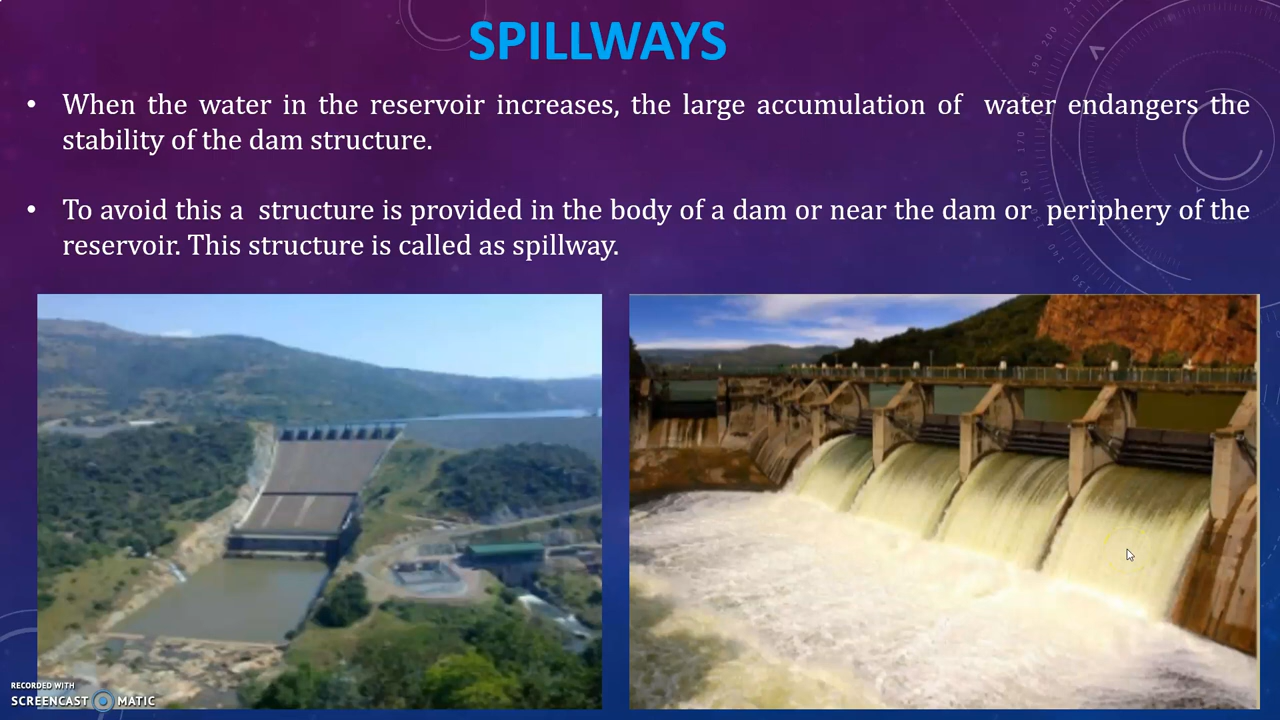 SPILLWAYS
• When the water in the reservoir increases, the large accumulation of water endangers the
stability of the dam structure.
• To avoid this a structure is provided in the body of a dam or near the dam or periphery of the
reservoir. This structure is called as spillway.
RECORDED WITH
SCREENCAST MATIC